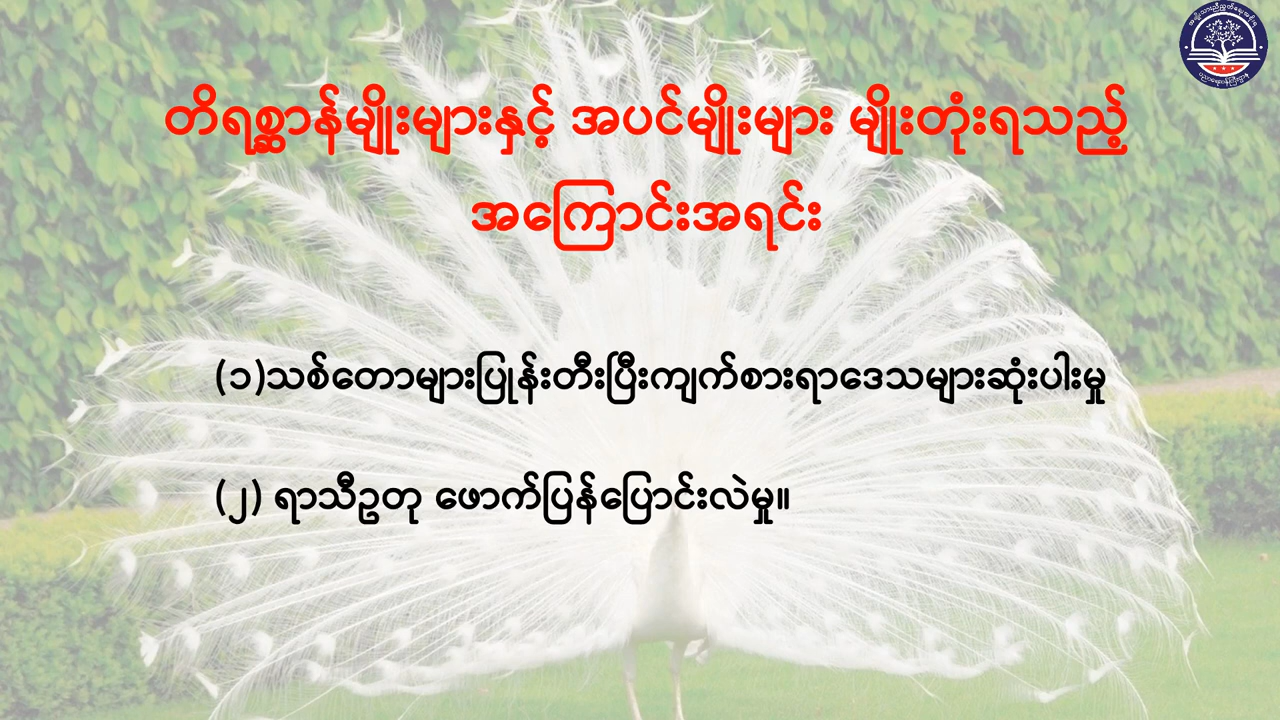 တိရစ္ဆာန်မျိုးများနှင့် အပင်မျိုးများ မျိုးတုံးရသည့်
အကြောင်းအရင်း
(၁)သစ်တောများပြုန်းတီးပြီးကျက်စားရာဒေသများဆုံးပါးမှု
(၂) ရာသီဥတု ဖောက်ပြန်ပြောင်းလဲမှု။